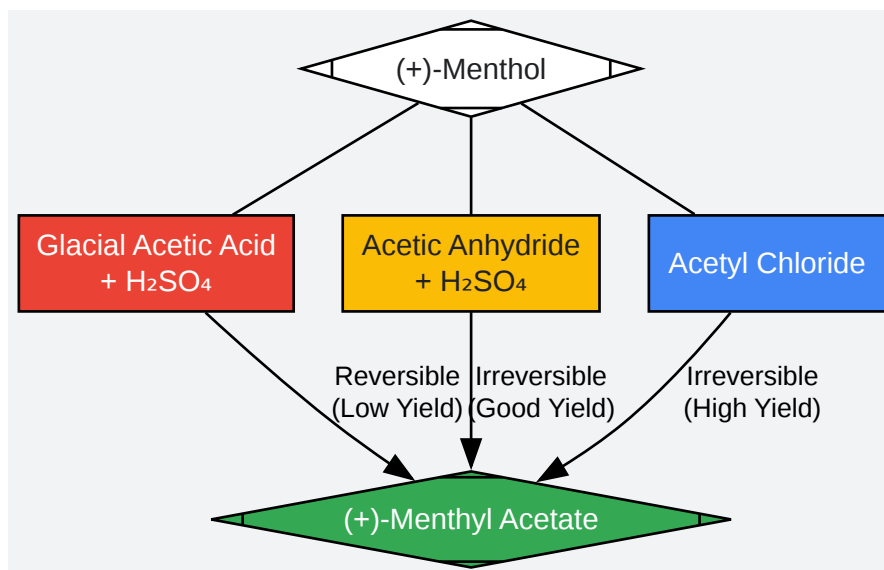 (+)-Menthol
Glacial Acetic Acid
+ H₂SO₄
Acetic Anhydride
+ H₂SO₄
Acetyl Chloride
Reversible
(Low Yield)
Irreversible
(Good Yield)
Irreversible
(High Yield)
(+)-Menthyl Acetate